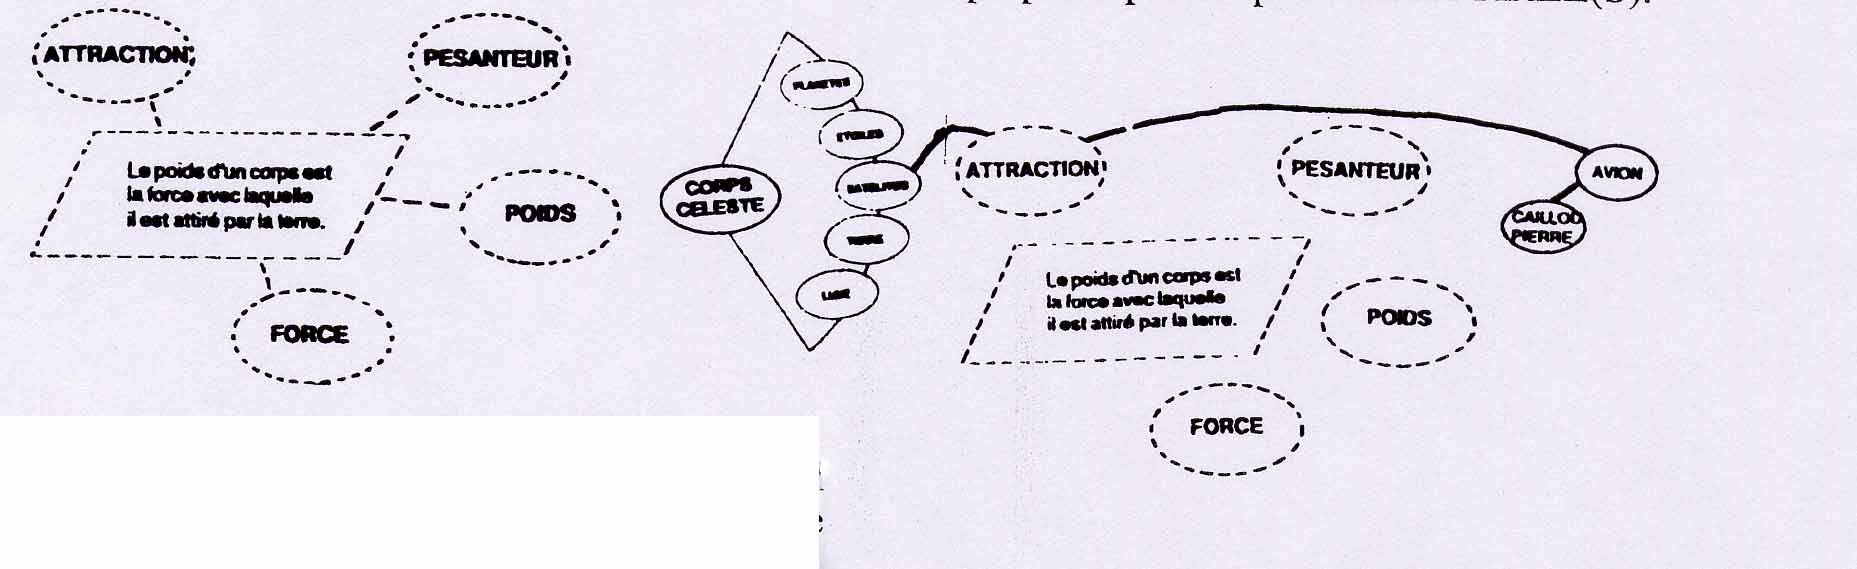 ATTRACTION
PESANTEUR
Le poids d'un corps est
la force avec laquelle
il est attiré par la terre.
POIDS
FORCE
PLANETES
ETOILES
CORPS
CELESTE
TERRE
LUNE
ATTRACTION
PESANTEUR
AVION
CAILLOU
PIERRE
Le poids d'un corps est
la force avec laquelle
il est attiré par la terre.
POIDS
FORCE